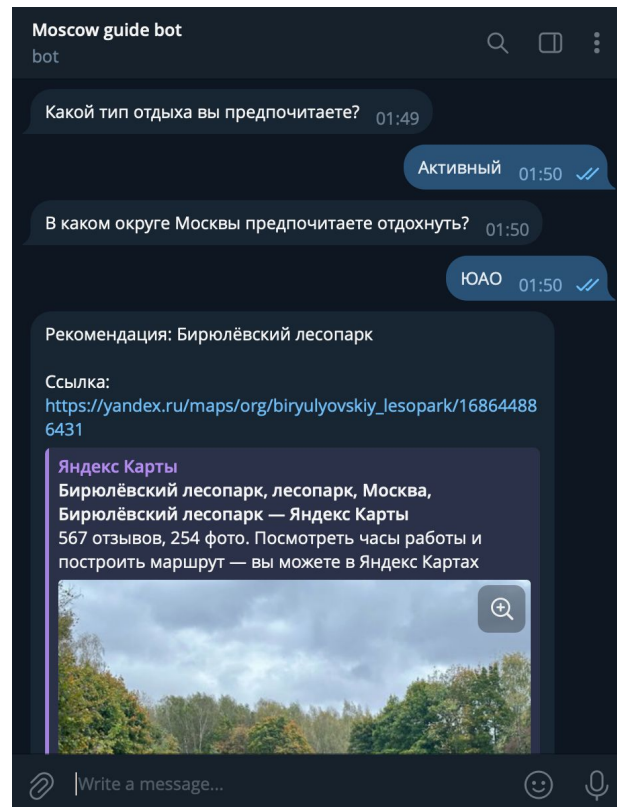 Moscow guide bot
bot
Какой тип отдыха вы предпочитаете? 01:49
Активный 01:50
В каком округе Москвы предпочитаете отдохнуть? 01:50
ЮАО 01:50
Рекомендация: Бирюлёвский лесопарк
Ссылка:
https://yandex.ru/maps/org/biryulyovskiy_lesopark/16864488
6431
Яндекс Карты
Бирюлёвский лесопарк, лесопарк, Москва,
Бирюлёвский лесопарк — Яндекс Карты
567 отзывов, 254 фото. Посмотреть часы работы и
построить маршрут — вы можете в Яндекс Картах
Write a message...